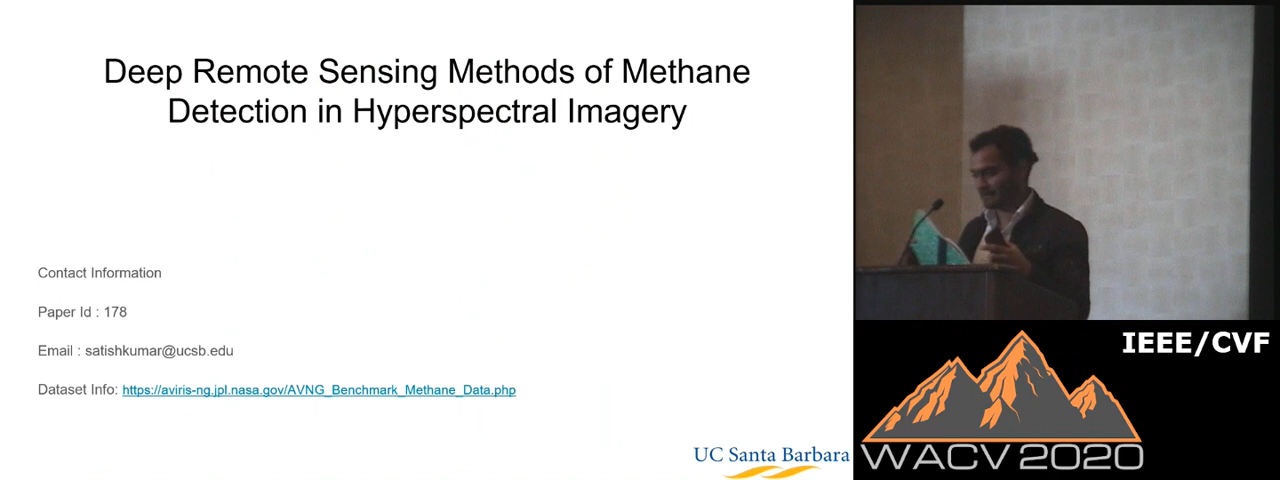 Deep Remote Sensing Methods of Methane
Detection in Hyperspectral Imagery
Contact Information
Paper Id : 178
Email : satishkumar@ucsb.edu
Dataset Info: https://aviris-ng.jpl.nasa.gov/AVNG_Benchmark_Methane_Data.php
UC Santa Barbara
IEEE/CVF
WACV 2020